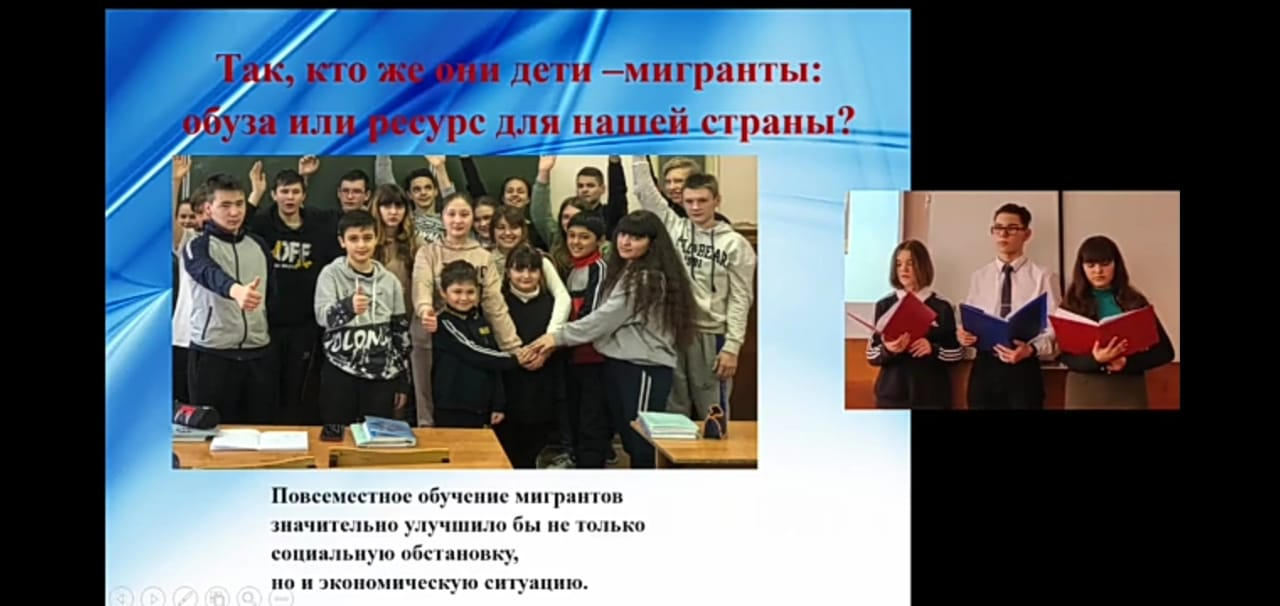 Так, кто же они дети –мигранты:
обуза или ресурс для нашей страны?
Повсеместное обучение мигрантов
значительно улучшило бы не только
социальную обстановку,
но и экономическую ситуацию.